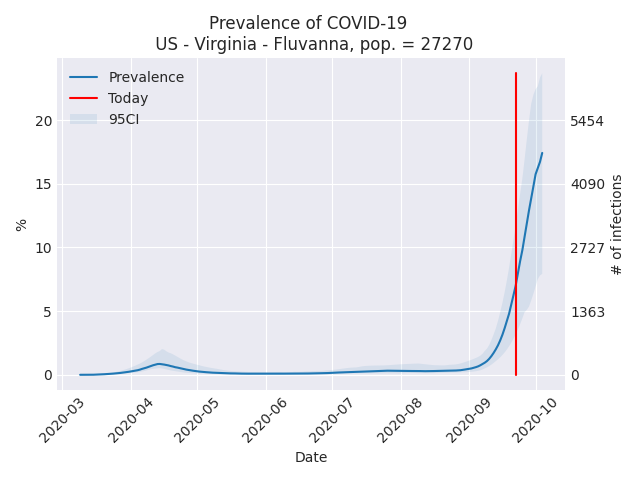 Prevalence of COVID-19
US - Virginia - Fluvanna, pop. = 27270
Prevalence
Today
95CI
%
20
15
10
5
0
5454
4090
2727
1363
0
# of infections
2020-03
2020-04
2020-05
2020-06
2020-07
2020-08
2020-09
2020-10
Date